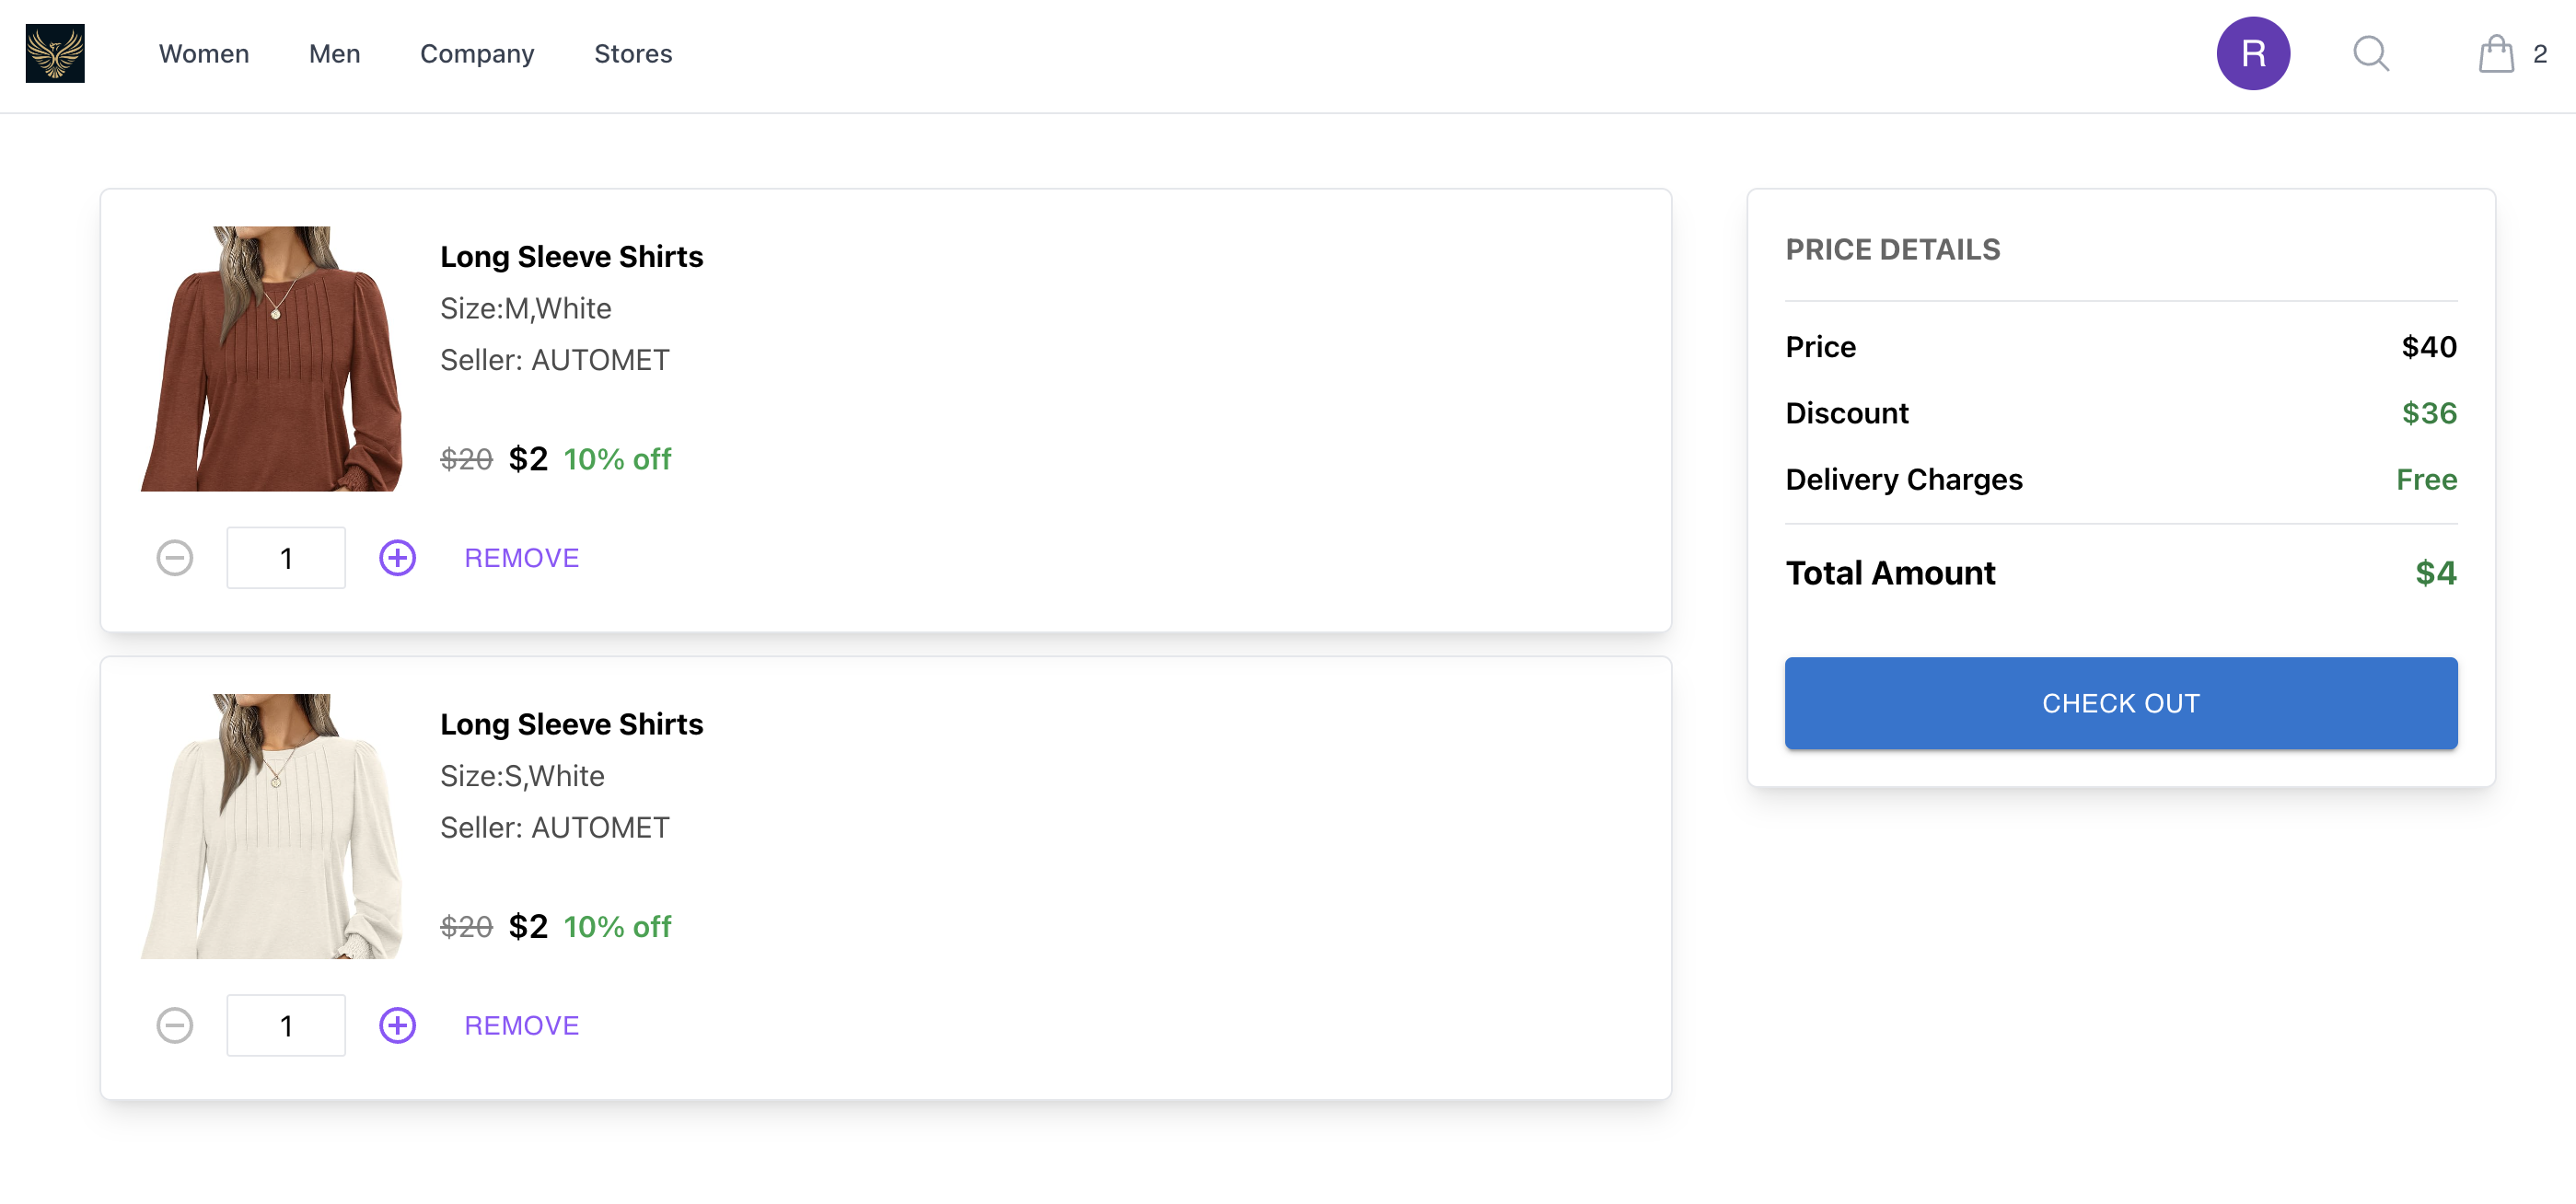 Women Men Company Stores R 2
Long Sleeve Shirts
Size:M,White
Seller: AUTOMET
$20 $2 10% off
1 REMOVE
Long Sleeve Shirts
Size:S,White
Seller: AUTOMET
$20 $2 10% off
1 REMOVE
PRICE DETAILS
Price $40
Discount $36
Delivery Charges Free
Total Amount $4
CHECK OUT